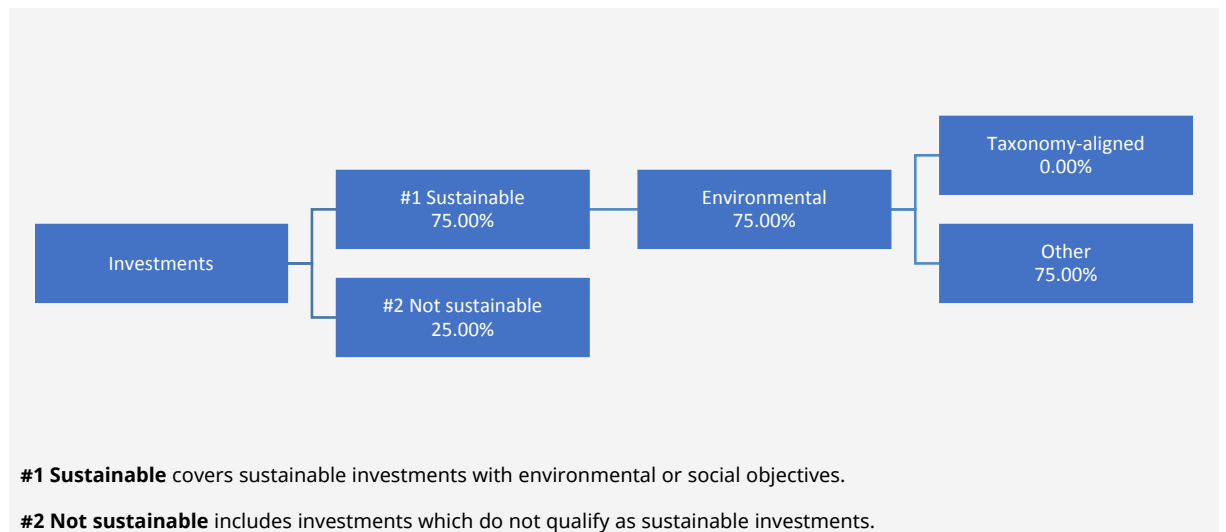 Investments
#1 Sustainable
75.00%
#2 Not sustainable
25.00%
Environmental
75.00%
Taxonomy-aligned
0.00%
Other
75.00%
#1 Sustainable covers sustainable investments with environmental or social objectives.
#2 Not sustainable includes investments which do not qualify as sustainable investments.